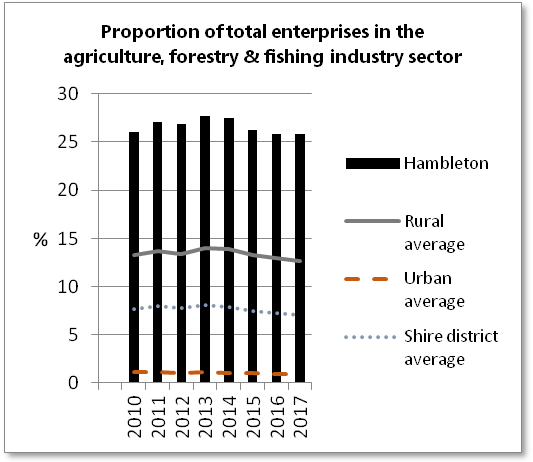 Proportion of total enterprises in the
agriculture, forestry & fishing industry sector
30
25
20
15
10
5
0
%
2010
2011
2012
2013
2014
2015
2016
2017
Hambleton
Rural
average
Urban
average
Shire district
average